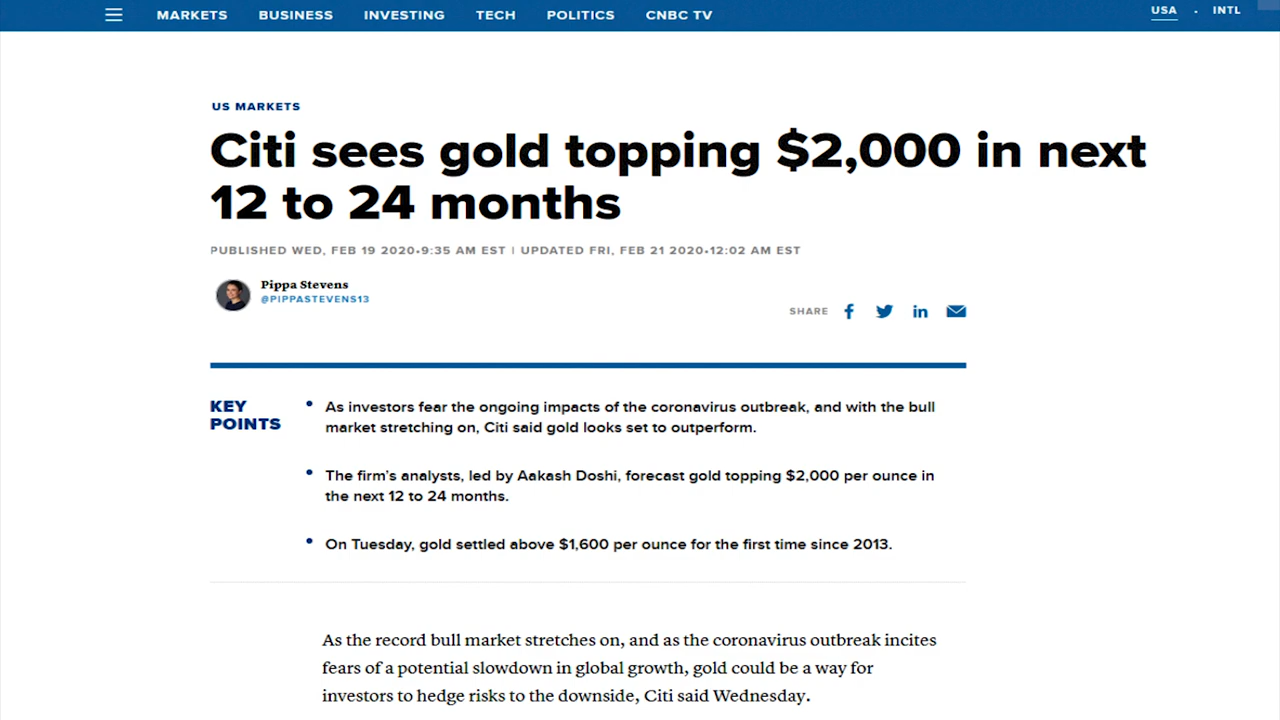 MARKETS BUSINESS INVESTING TECH POLITICS CNBC TV USA · INTL
US MARKETS
Citi sees gold topping $2,000 in next
12 to 24 months
PUBLISHED WED, FEB 19 2020•9:35 AM EST | UPDATED FRI, FEB 21 2020•12:02 AM EST
Pippa Stevens
@PIPPASTEVENS13
SHARE
KEY
POINTS
• As investors fear the ongoing impacts of the coronavirus outbreak, and with the bull
market stretching on, Citi said gold looks set to outperform.
• The firm's analysts, led by Aakash Doshi, forecast gold topping $2,000 per ounce in
the next 12 to 24 months.
• On Tuesday, gold settled above $1,600 per ounce for the first time since 2013.
As the record bull market stretches on, and as the coronavirus outbreak incites
fears of a potential slowdown in global growth, gold could be a way for
investors to hedge risks to the downside, Citi said Wednesday.